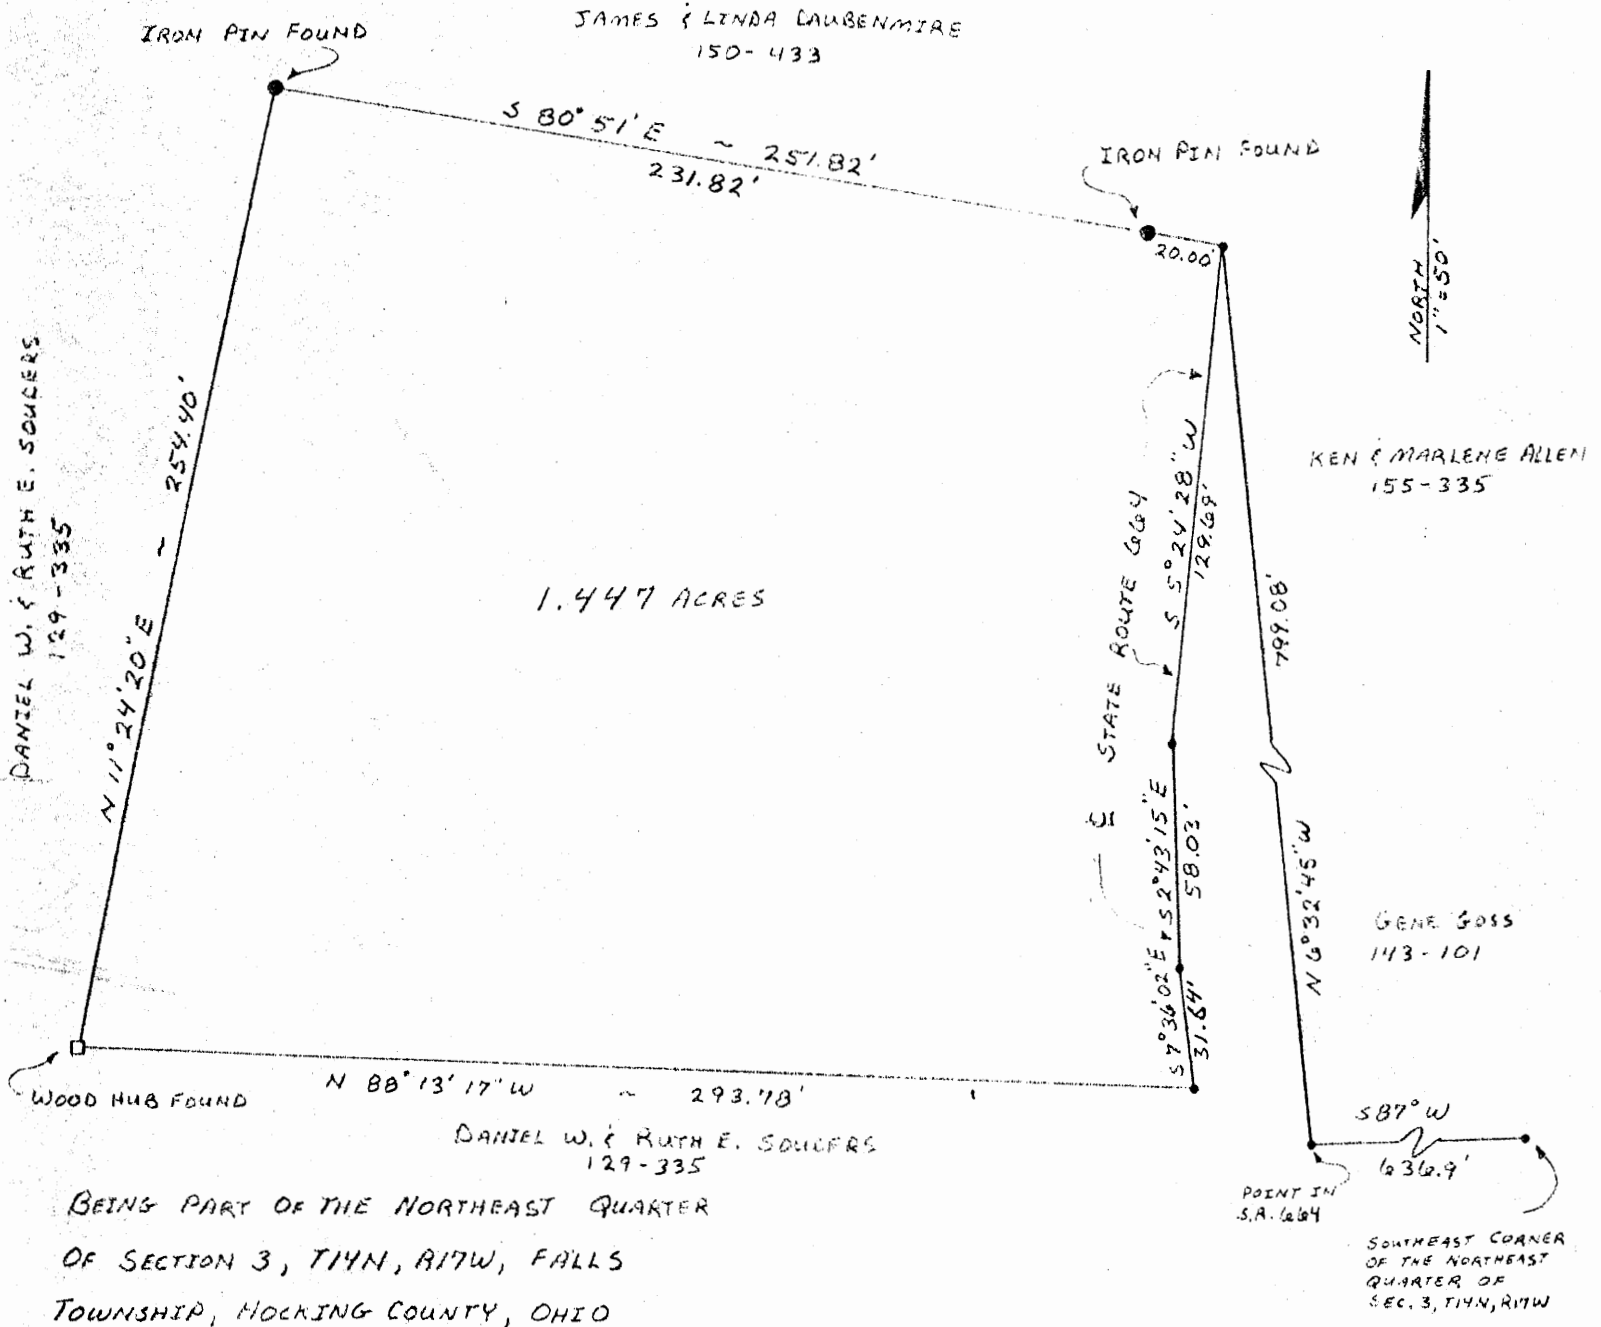 JAMES & LINDA LAUBENMIRE
150-433
IRON PIN FOUND
S 80° 51' E ~ 251.82'
231.82'
IRON PIN FOUND
20.00'
NORTH
1"=50'
DANIEL W. & RUTH E. SOUDERS
129-335
N 11° 24' 20" E ~ 254.40'
1.447 ACRES
℄ STATE ROUTE 664
S 5° 24' 28" W
129.69'
S 2° 43' 15" E
58.03'
S 7° 36' 02" E
31.64'
KEN & MARLENE ALLEN
155-335
799.08'
N 6° 32' 45" W
GENE GOSS
143-101
WOOD HUB FOUND
N 88° 13' 17" W ~ 293.78'
DANIEL W. & RUTH E. SOUDERS
129-335
S 87° W
636.9'
POINT IN
S.R. 664
SOUTHEAST CORNER
OF THE NORTHEAST
QUARTER OF
SEC. 3, T14N, R17W
BEING PART OF THE NORTHEAST QUARTER
OF SECTION 3, T14N, R17W, FALLS
TOWNSHIP, HOCKING COUNTY, OHIO